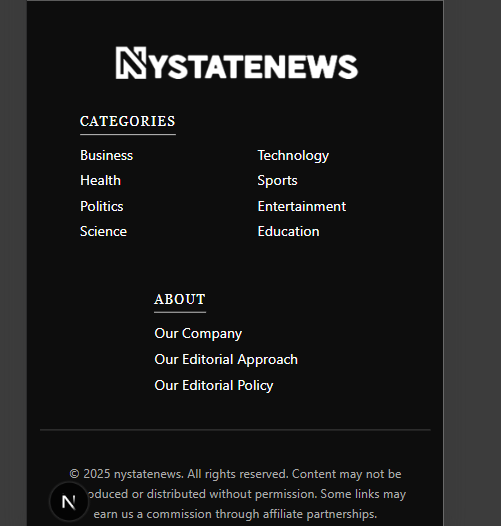 NYSTATENEWS
CATEGORIES
Business Technology
Health Sports
Politics Entertainment
Science Education
ABOUT
Our Company
Our Editorial Approach
Our Editorial Policy
© 2025 nystatenews. All rights reserved. Content may not be
oduced or distributed without permission. Some links may
earn us a commission through affiliate partnerships.
N